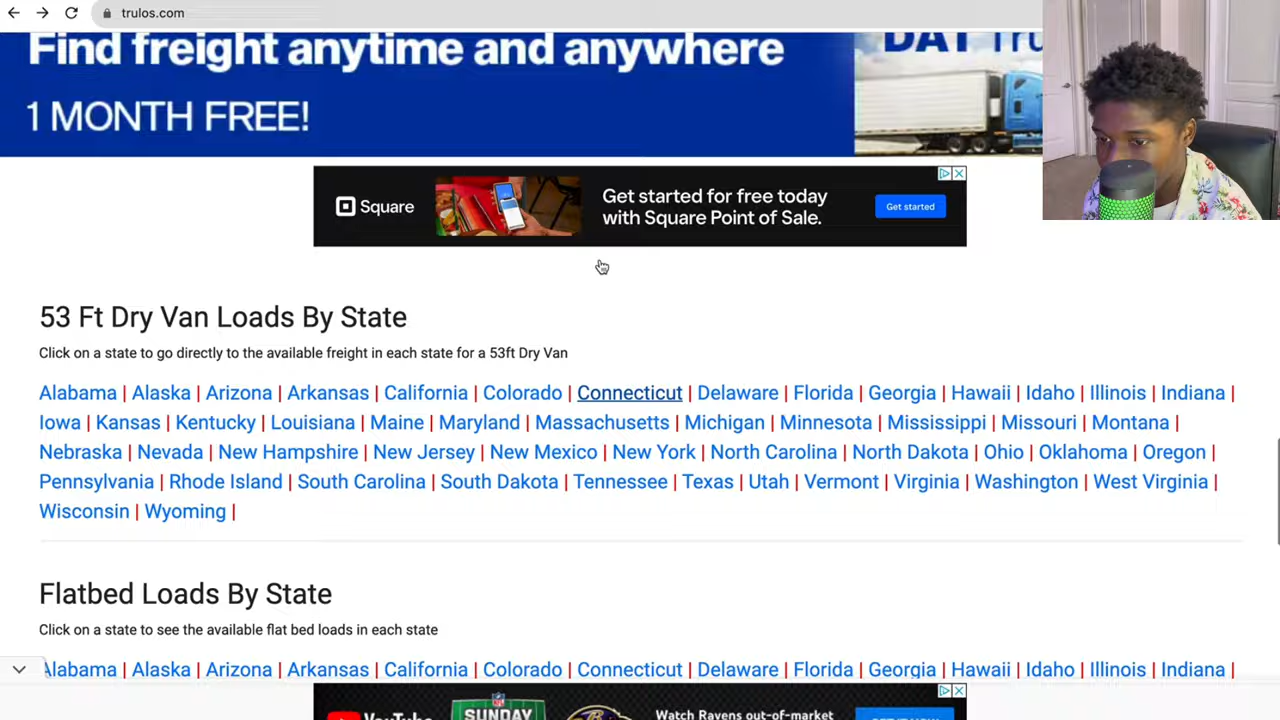 trulos.com
Find freight anytime and anywhere
1 MONTH FREE!
DAT Tru
Square
Get started for free today
with Square Point of Sale.
Get started
53 Ft Dry Van Loads By State
Click on a state to go directly to the available freight in each state for a 53ft Dry Van
Alabama | Alaska | Arizona | Arkansas | California | Colorado | Connecticut | Delaware | Florida | Georgia | Hawaii | Idaho | Illinois | Indiana |
Iowa | Kansas | Kentucky | Louisiana | Maine | Maryland | Massachusetts | Michigan | Minnesota | Mississippi | Missouri | Montana |
Nebraska | Nevada | New Hampshire | New Jersey | New Mexico | New York | North Carolina | North Dakota | Ohio | Oklahoma | Oregon |
Pennsylvania | Rhode Island | South Carolina | South Dakota | Tennessee | Texas | Utah | Vermont | Virginia | Washington | West Virginia |
Wisconsin | Wyoming |
Flatbed Loads By State
Click on a state to see the available flat bed loads in each state
Alabama | Alaska | Arizona | Arkansas | California | Colorado | Connecticut | Delaware | Florida | Georgia | Hawaii | Idaho | Illinois | Indiana |
YouTube
NFL
SUNDAY
Watch Ravens out-of-market
GET IT NOW